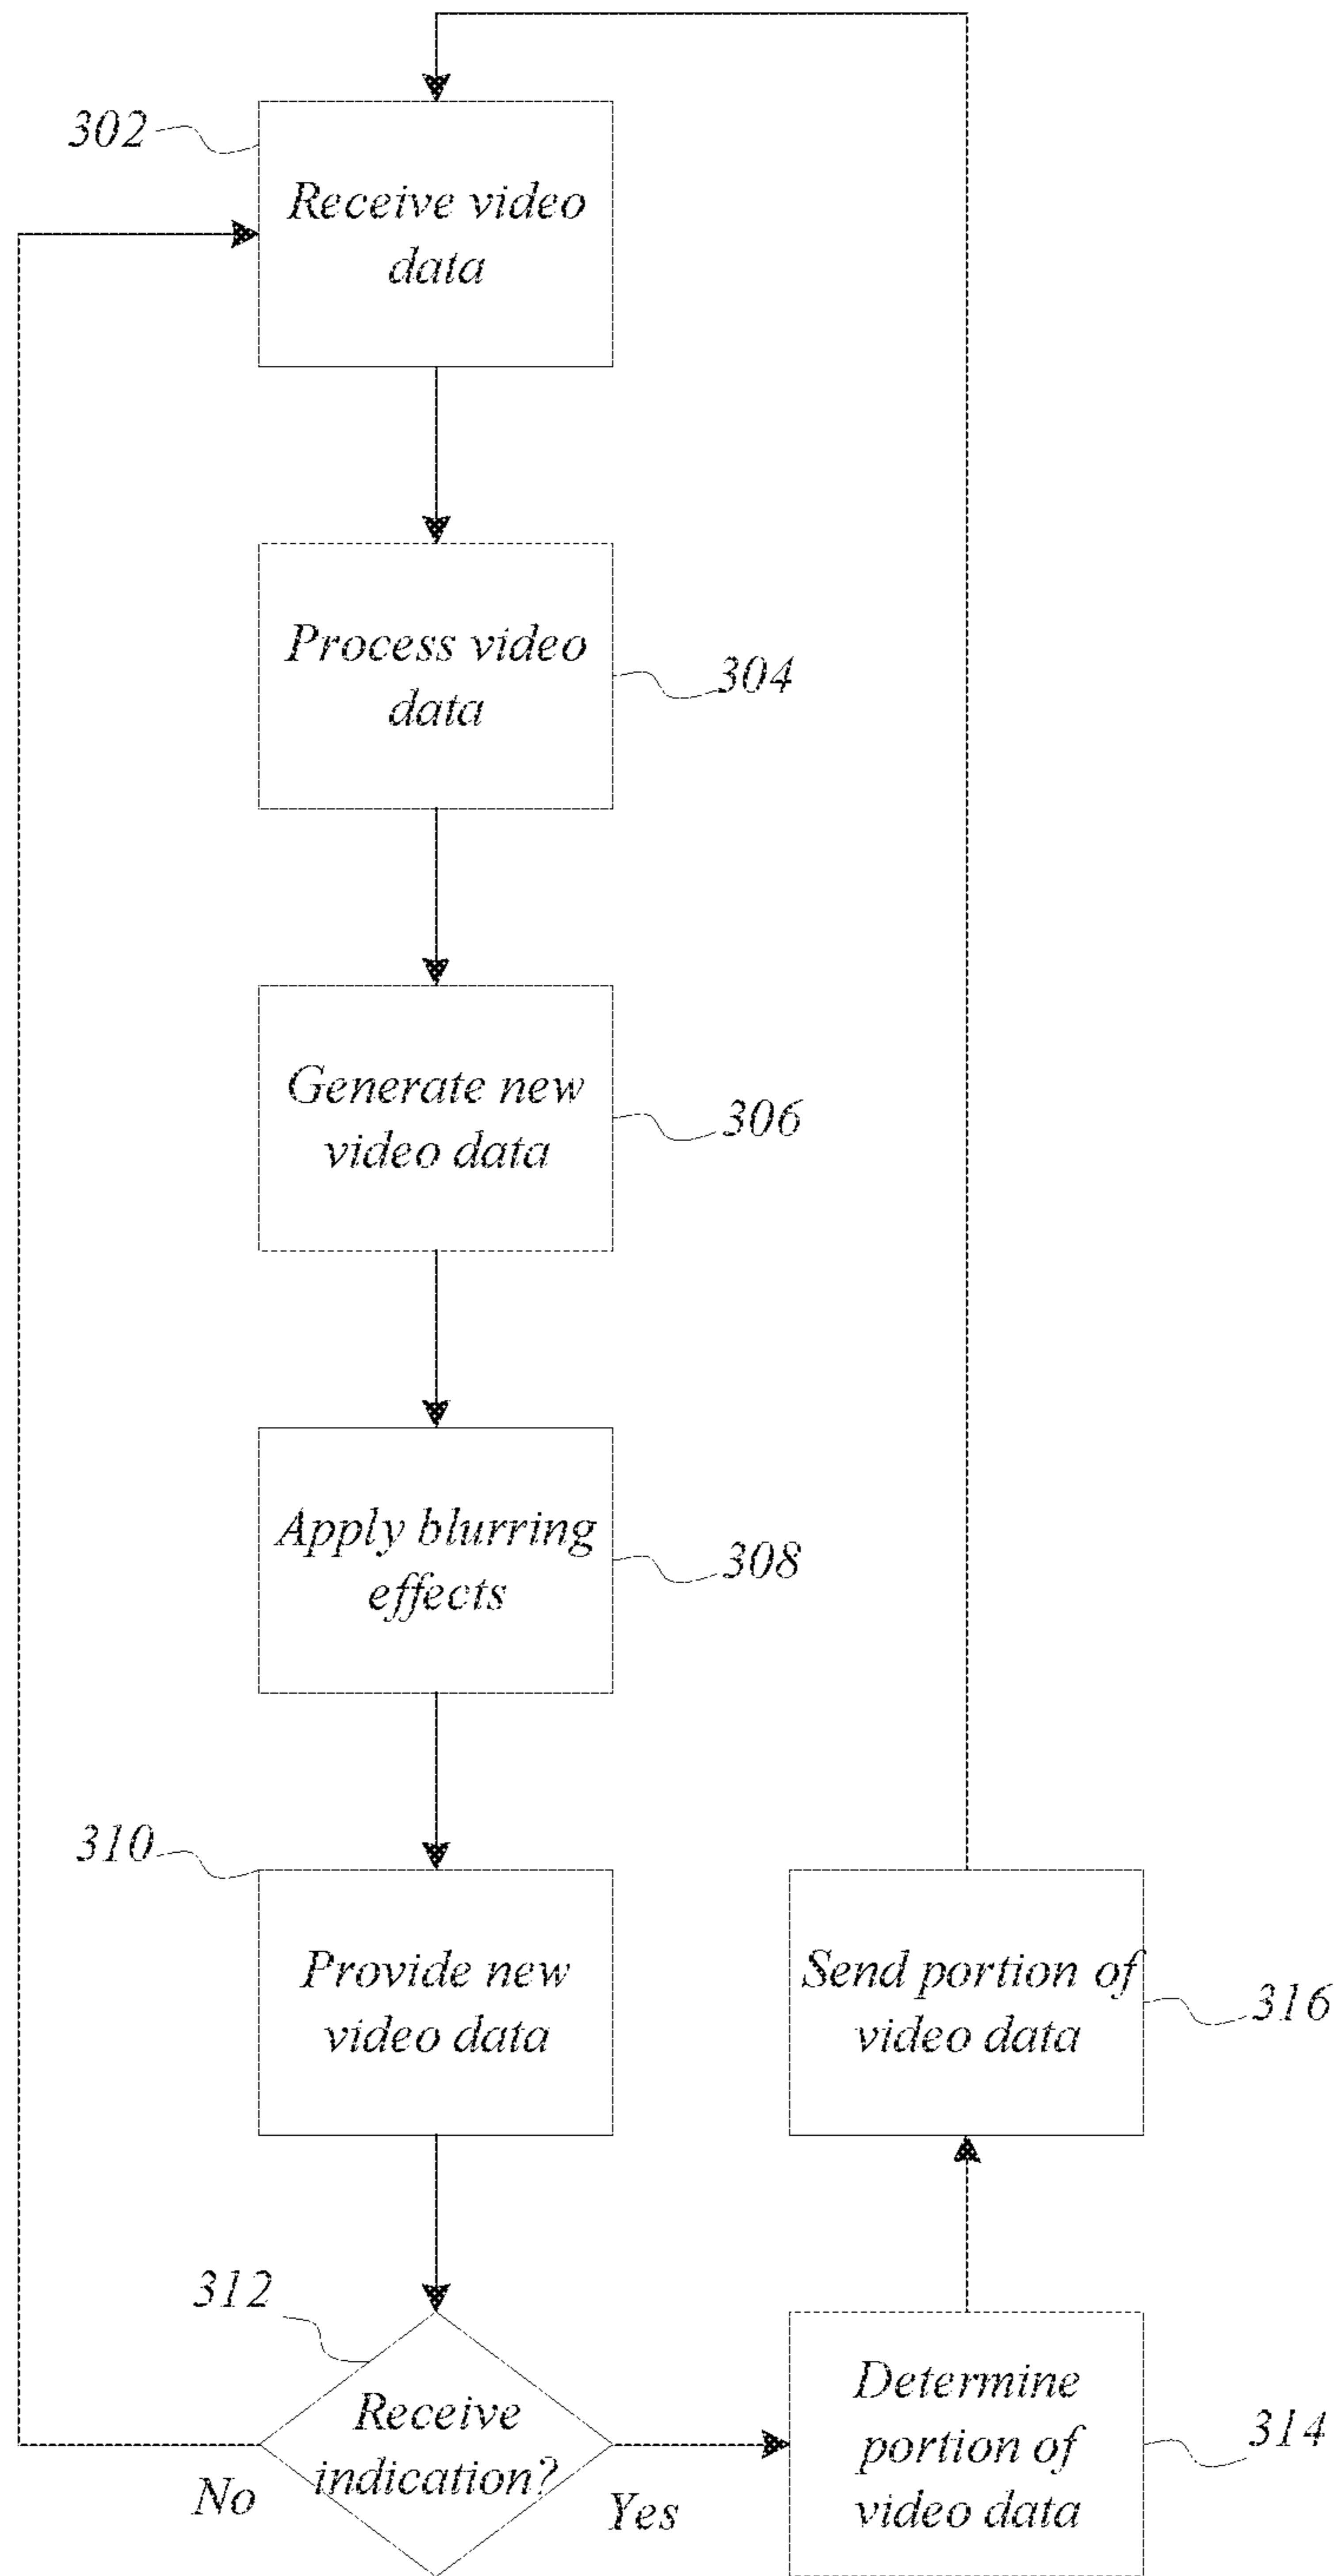 302
Receive video
data
Process video
data
304
Generate new
video data
306
Apply blurring
effects
308
310
Provide new
video data
Send portion of
video data
316
312
Receive
indication?
No
Yes
Determine
portion of
video data
314